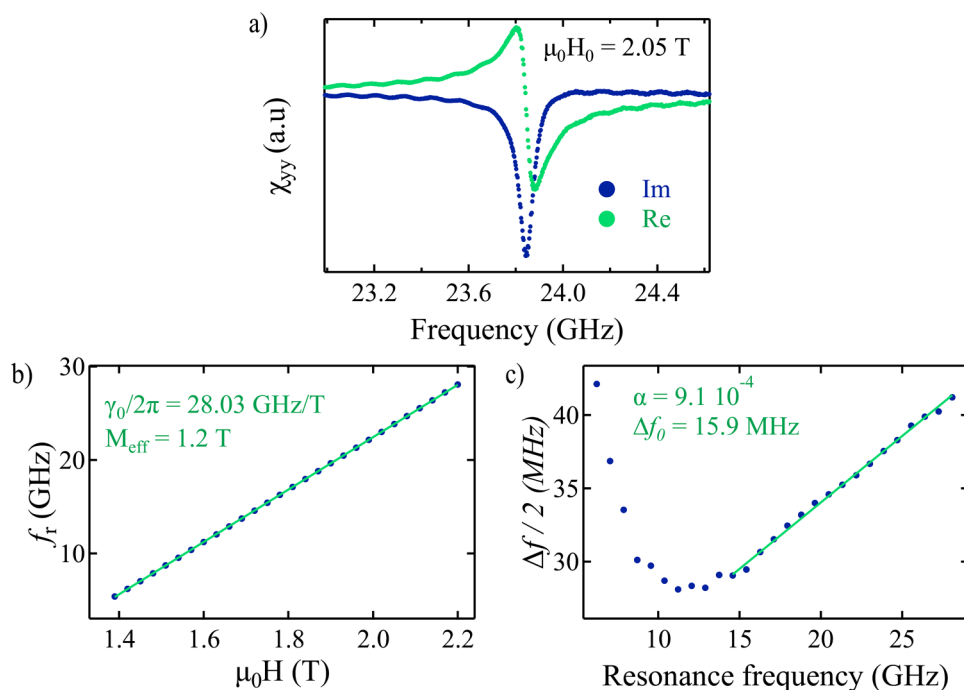 a)
μ₀H₀ = 2.05 T
χyy (a.u)
Im
Re
23.2 23.6 24.0 24.4
Frequency (GHz)
b)
γ₀/2π = 28.03 GHz/T
Meff = 1.2 T
fr (GHz)
30
20
10
1.4 1.6 1.8 2.0 2.2
μ₀H (T)
c)
α = 9.1 10⁻⁴
Δf₀ = 15.9 MHz
Δf / 2 (MHz)
40
35
30
10 15 20 25
Resonance frequency (GHz)